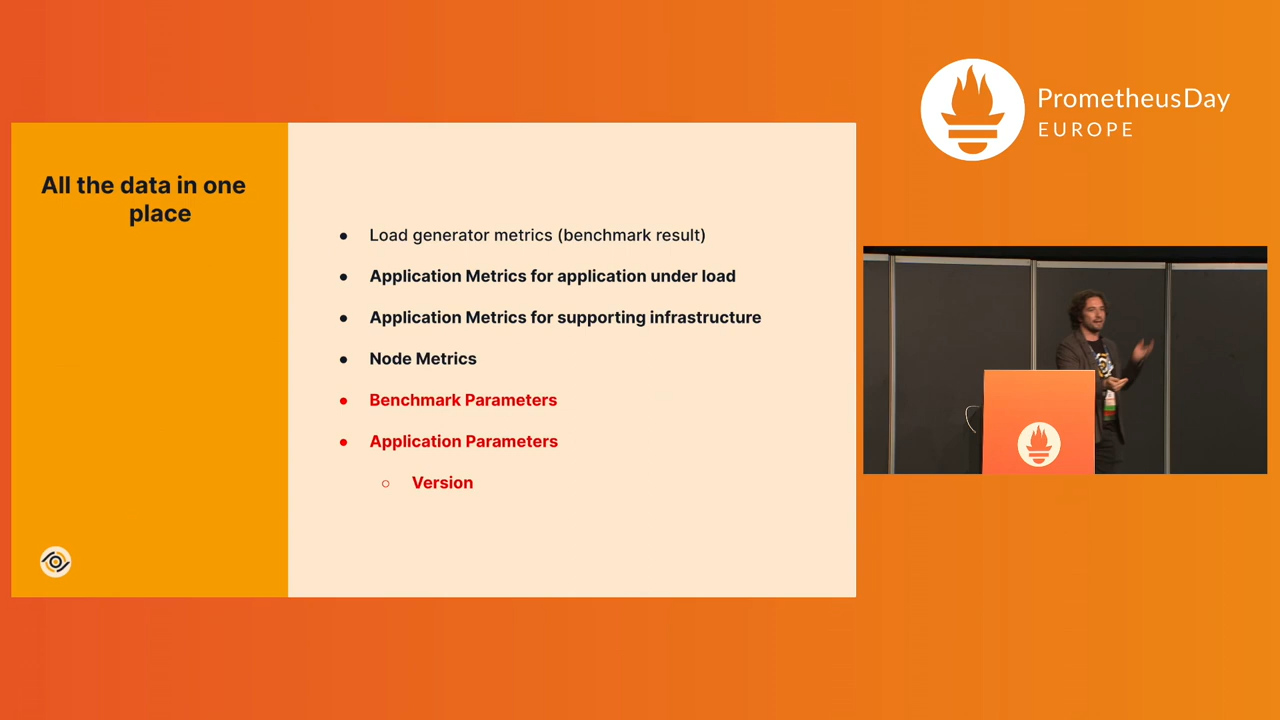 PrometheusDay
EUROPE
All the data in one
place
● Load generator metrics (benchmark result)
● Application Metrics for application under load
● Application Metrics for supporting infrastructure
● Node Metrics
● Benchmark Parameters
● Application Parameters
○ Version